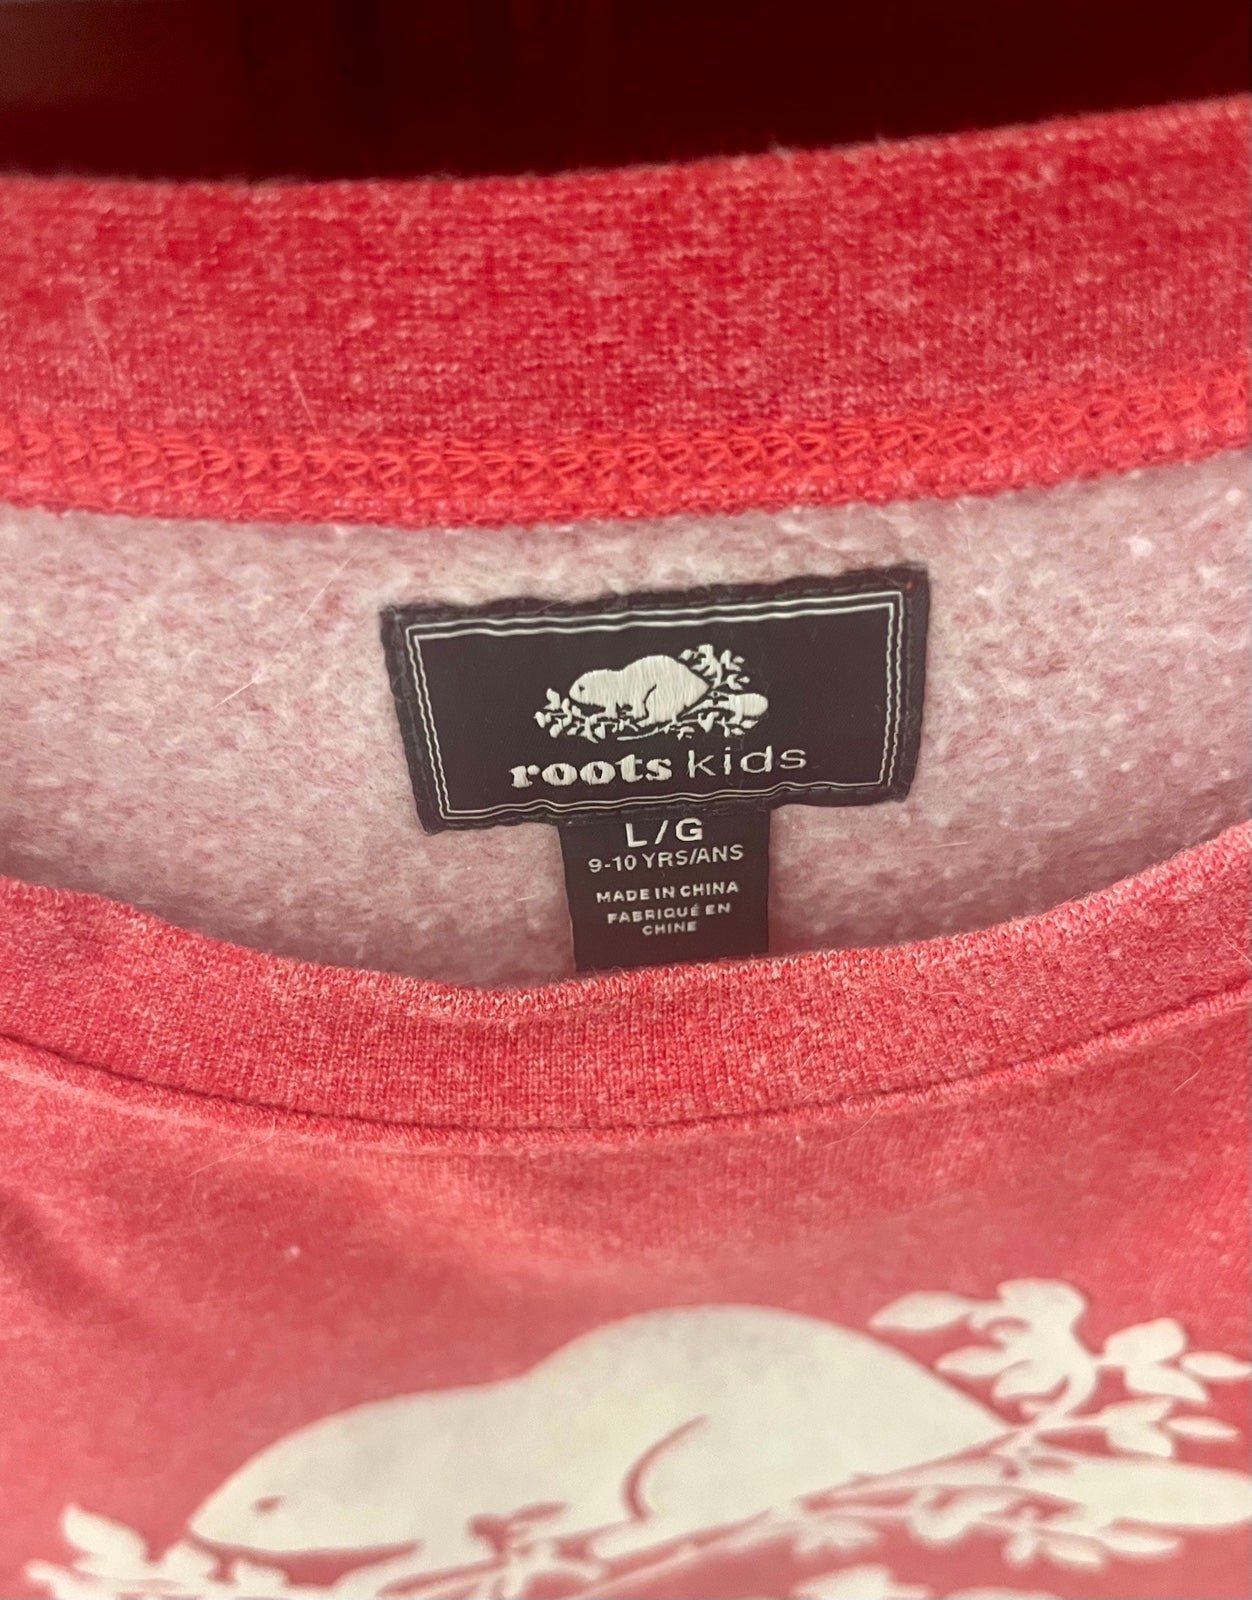 roots kids
L/G
9-10 YRS/ANS
MADE IN CHINA
FABRIQUÉ EN
CHINE